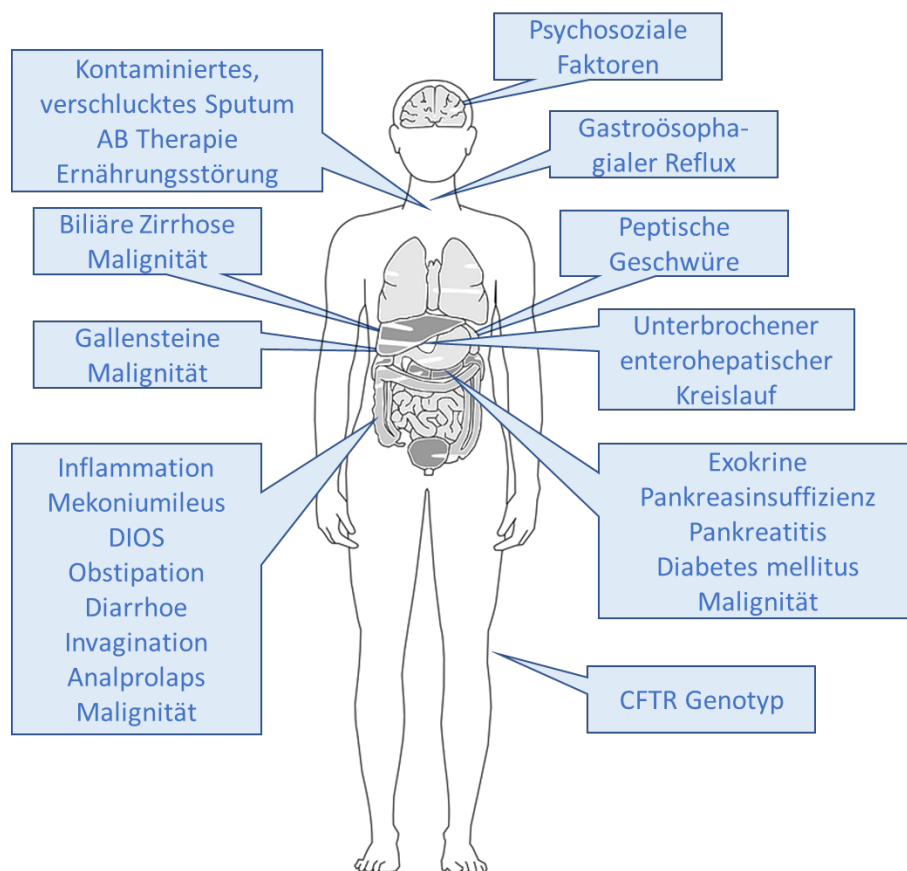 Psychosoziale
Faktoren
Kontaminiertes,
verschlucktes Sputum
AB Therapie
Ernährungsstörung
Gastroösopha-
gialer Reflux
Biliäre Zirrhose
Malignität
Peptische
Geschwüre
Gallensteine
Malignität
Unterbrochener
enterohepatischer
Kreislauf
Inflammation
Mekoniumileus
DIOS
Obstipation
Diarrhoe
Invagination
Analprolaps
Malignität
Exokrine
Pankreasinsuffizienz
Pankreatitis
Diabetes mellitus
Malignität
CFTR Genotyp